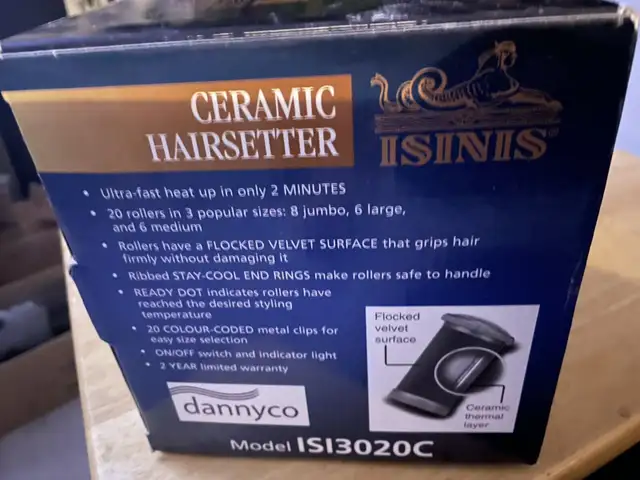 CERAMIC
HAIRSETTER
ISINIS®
• Ultra-fast heat up in only 2 MINUTES
• 20 rollers in 3 popular sizes: 8 jumbo, 6 large,
and 6 medium
• Rollers have a FLOCKED VELVET SURFACE that grips hair
firmly without damaging it
• Ribbed STAY-COOL END RINGS make rollers safe to handle
• READY DOT indicates rollers have
reached the desired styling
temperature
• 20 COLOUR-CODED metal clips for
easy size selection
• ON/OFF switch and indicator light
• 2 YEAR limited warranty
Flocked
velvet
surface
Ceramic
thermal
layer
dannyco
Model ISI3020C